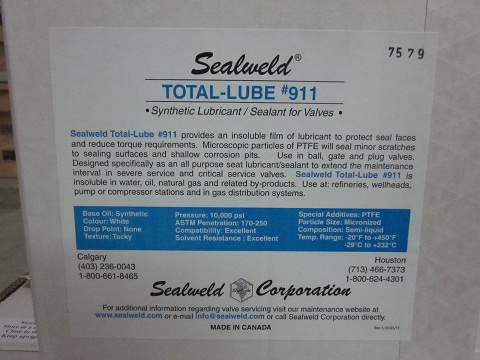 7579
Sealweld®
TOTAL-LUBE #911
• Synthetic Lubricant / Sealant for Valves •
Sealweld Total-Lube #911 provides an insoluble film of lubricant to protect seal faces
and reduce torque requirements. Microscopic particles of PTFE will seal minor scratches
to sealing surfaces and shallow corrosion pits. Use in ball, gate and plug valves.
Designed specifically as an all purpose seal lubricant/sealant to extend the maintenance
interval in severe service and critical service valves. Sealweld Total-Lube #911 is
insoluble in water, oil, natural gas and related by-products. Use at: refineries, wellheads,
pump or compressor stations and in gas distribution systems.
Base Oil: Synthetic
Colour: White
Drop Point: None
Texture: Tacky
Pressure: 10,000 psi
ASTM Penetration: 170-250
Compatibility: Excellent
Solvent Resistance : Excellent
Special Additives: PTFE
Particle Size: Micronized
Composition: Semi-liquid
Temp. Range: -20°F to +450°F
-29°C to +232°C
Calgary
(403) 236-0043
1-800-661-8465
Houston
(713) 466-7373
1-800-624-4301
Sealweld Corporation
For additional information regarding valve servicing visit our maintenance website at
www.sealweld.com or e-mail info@sealweld.com or call Sealweld Corporation directly.
MADE IN CANADA